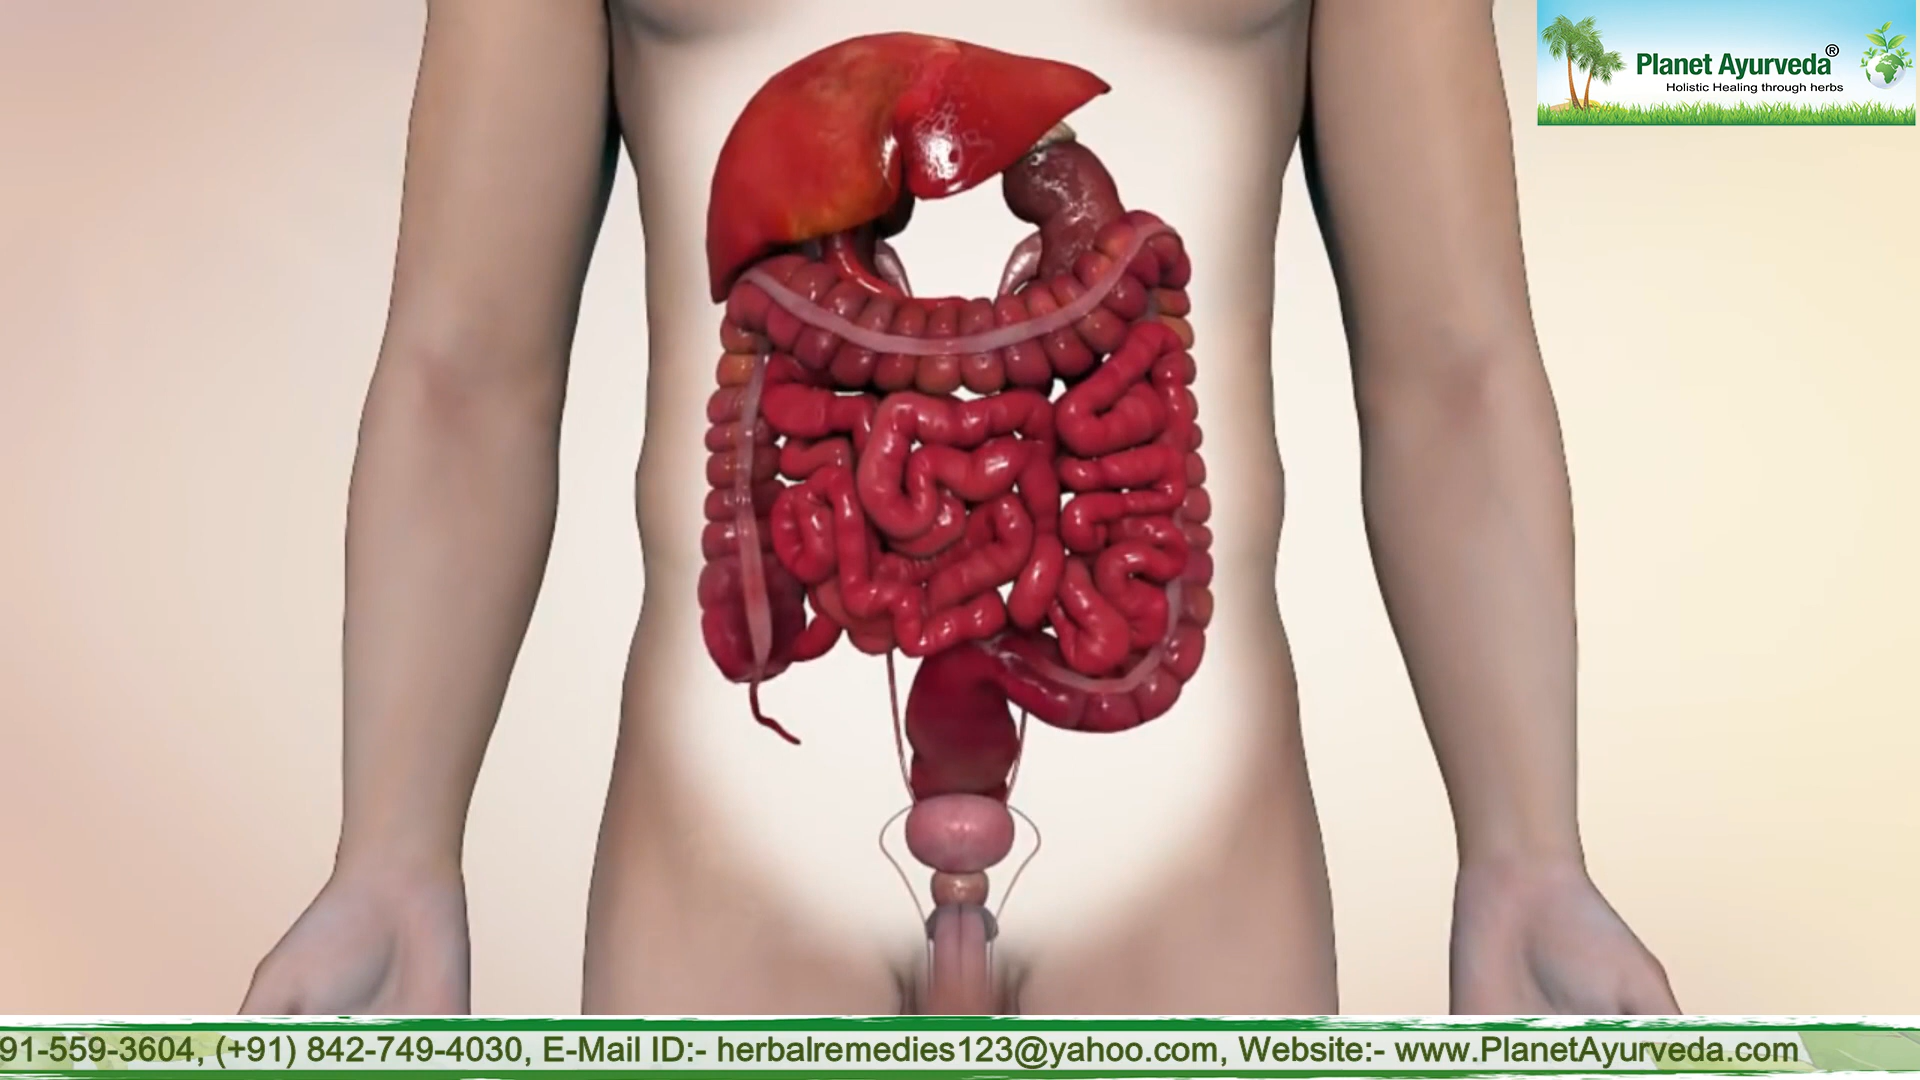 Planet Ayurveda®
Holistic Healing through herbs
91-559-3604, (+91) 842-749-4030, E-Mail ID:- herbalremedies123@yahoo.com, Website:- www.PlanetAyurveda.com